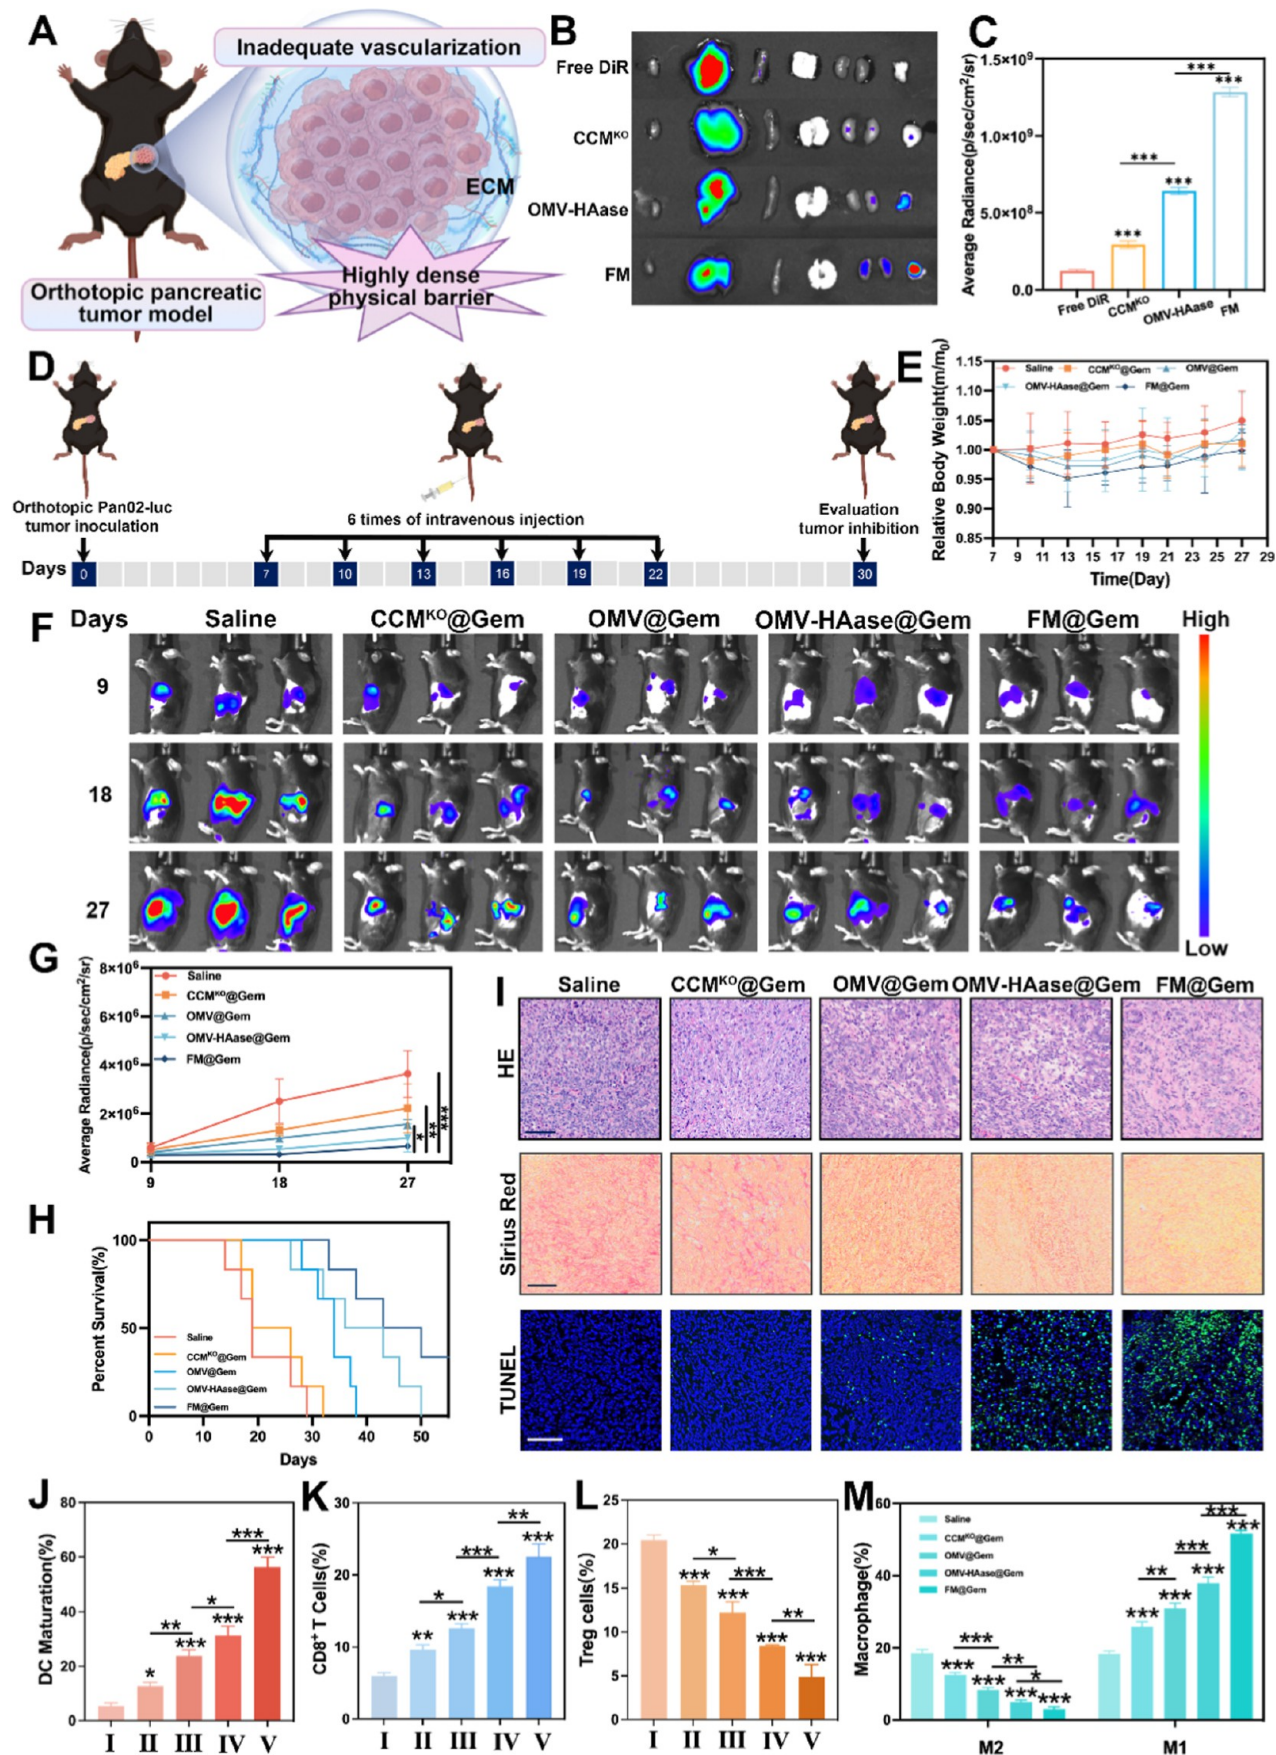 A
Inadequate vascularization
ECM
Highly dense
physical barrier
Orthotopic pancreatic
tumor model
B
Free DiR
CCMᴷᴼ
OMV-HAase
FM
C
Average Radiance(p/sec/cm²/sr)
1.5×10⁹
1.0×10⁹
5.0×10⁸
0.0
***
***
***
***
***
Free DiR
CCMᴷᴼ
OMV-HAase
FM
D
Orthotopic Pan02-luc
tumor inoculation
6 times of intravenous injection
Evaluation
tumor inhibition
Days
0
7
10
13
16
19
22
30
E
Relative Body Weight(m/m₀)
1.15
1.10
1.05
1.00
0.95
0.90
0.85
Saline
CCMᴷᴼ@Gem
OMV@Gem
OMV-HAase@Gem
FM@Gem
7 9 11 13 15 17 19 21 23 25 27 29
Time(Day)
F
Days
Saline
CCMᴷᴼ@Gem
OMV@Gem
OMV-HAase@Gem
FM@Gem
High
9
18
27
Low
G
Average Radiance(p/sec/cm²/sr)
8×10⁶
6×10⁶
4×10⁶
2×10⁶
0
Saline
CCMᴷᴼ@Gem
OMV@Gem
OMV-HAase@Gem
FM@Gem
*
**
***
9
18
27
H
Percent Survival(%)
100
50
0
Saline
CCMᴷᴼ@Gem
OMV@Gem
OMV-HAase@Gem
FM@Gem
0 10 20 30 40 50
Days
I
Saline
CCMᴷᴼ@Gem
OMV@Gem
OMV-HAase@Gem
FM@Gem
HE
Sirius Red
TUNEL
J
DC Maturation(%)
80
60
40
20
0
*
**
***
*
***
***
***
I II III IV V
K
CD8⁺ T Cells(%)
30
20
10
0
**
*
***
***
***
**
***
I II III IV V
L
Treg cells(%)
25
20
15
10
5
0
***
*
***
***
***
**
***
I II III IV V
M
Macrophage(%)
60
40
20
0
Saline
CCMᴷᴼ@Gem
OMV@Gem
OMV-HAase@Gem
FM@Gem
***
***
***
**
***
*
***
***
**
***
***
***
***
***
M2
M1